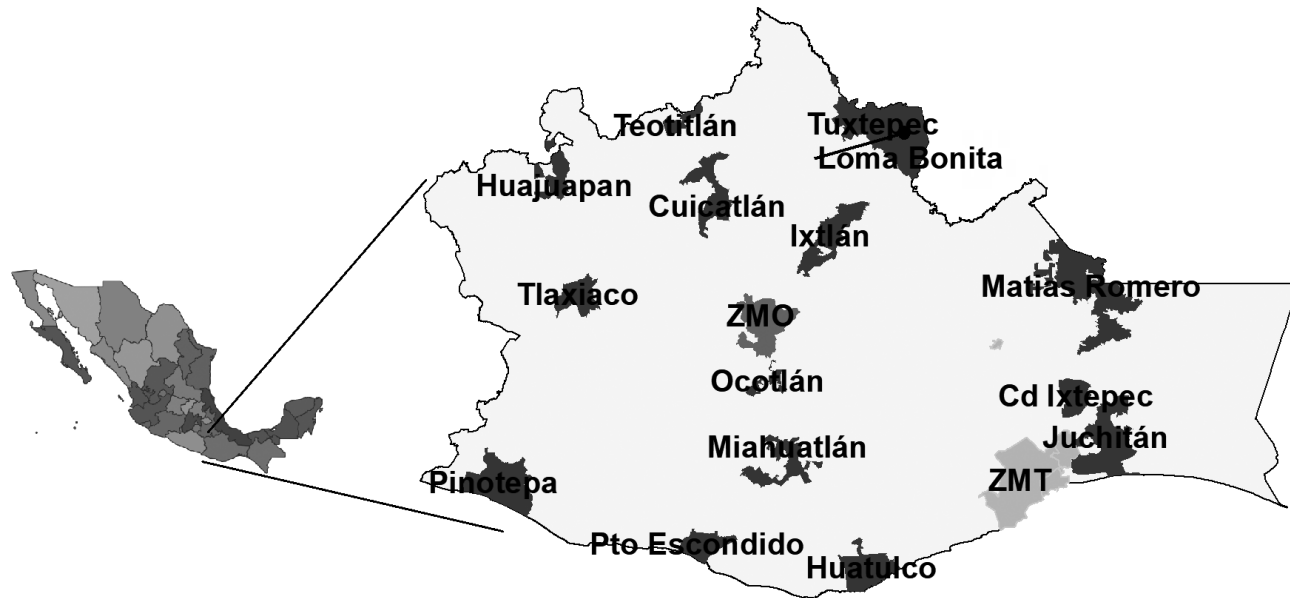 Teotitlán
Tuxtepec
Loma Bonita
Huajuapan
Cuicatlán
Ixtlán
Tlaxiaco
Matías Romero
ZMO
Ocotlán
Cd Ixtepec
Juchitán
Miahuatlán
ZMT
Pinotepa
Pto Escondido
Huatulco